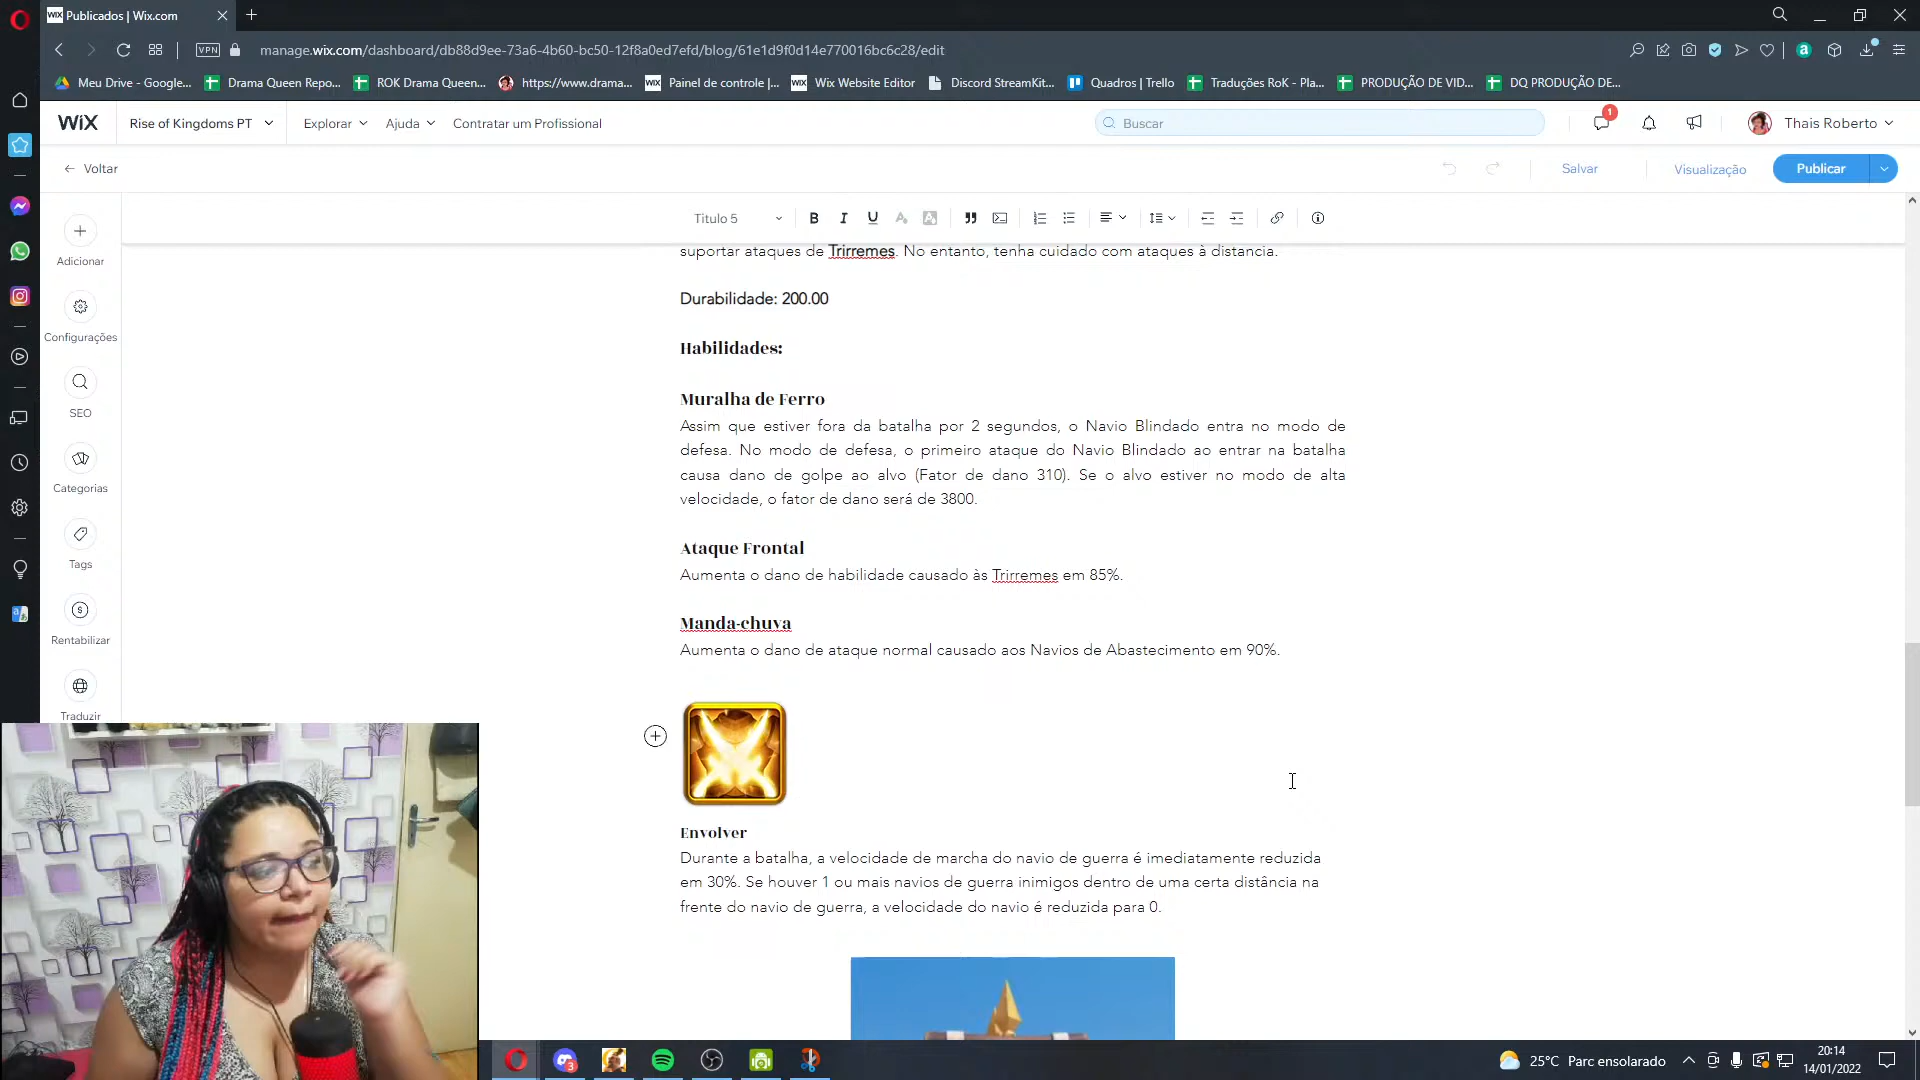 Publicados | Wix.com
VPN
manage.wix.com/dashboard/db88d9ee-73a6-4b60-bc50-12f8a0ed7efd/blog/61e1d9f0d14e770016bc6c28/edit
Meu Drive - Google...
Drama Queen Repo...
ROK Drama Queen...
https://www.drama...
Painel de controle |...
Wix Website Editor
Discord StreamKit...
Quadros | Trello
Traduções RoK - Pla...
PRODUÇÃO DE VID...
DQ PRODUÇÃO DE...
WiX
Rise of Kingdoms PT
Explorar
Ajuda
Contratar um Profissional
Buscar
1
Thais Roberto
Voltar
Salvar
Visualização
Publicar
Titulo 5
Adicionar
Configurações
SEO
Categorias
Tags
Rentabilizar
Traduzir
suportar ataques de Trirremes. No entanto, tenha cuidado com ataques à distancia.
Durabilidade: 200.00
Habilidades:
Muralha de Ferro
Assim que estiver fora da batalha por 2 segundos, o Navio Blindado entra no modo de
defesa. No modo de defesa, o primeiro ataque do Navio Blindado ao entrar na batalha
causa dano de golpe ao alvo (Fator de dano 310). Se o alvo estiver no modo de alta
velocidade, o fator de dano será de 3800.
Ataque Frontal
Aumenta o dano de habilidade causado às Trirremes em 85%.
Manda-chuva
Aumenta o dano de ataque normal causado aos Navios de Abastecimento em 90%.
Envolver
Durante a batalha, a velocidade de marcha do navio de guerra é imediatamente reduzida
em 30%. Se houver 1 ou mais navios de guerra inimigos dentro de uma certa distância na
frente do navio de guerra, a velocidade do navio é reduzida para 0.
25°C Parc ensolarado
20:14
14/01/2022